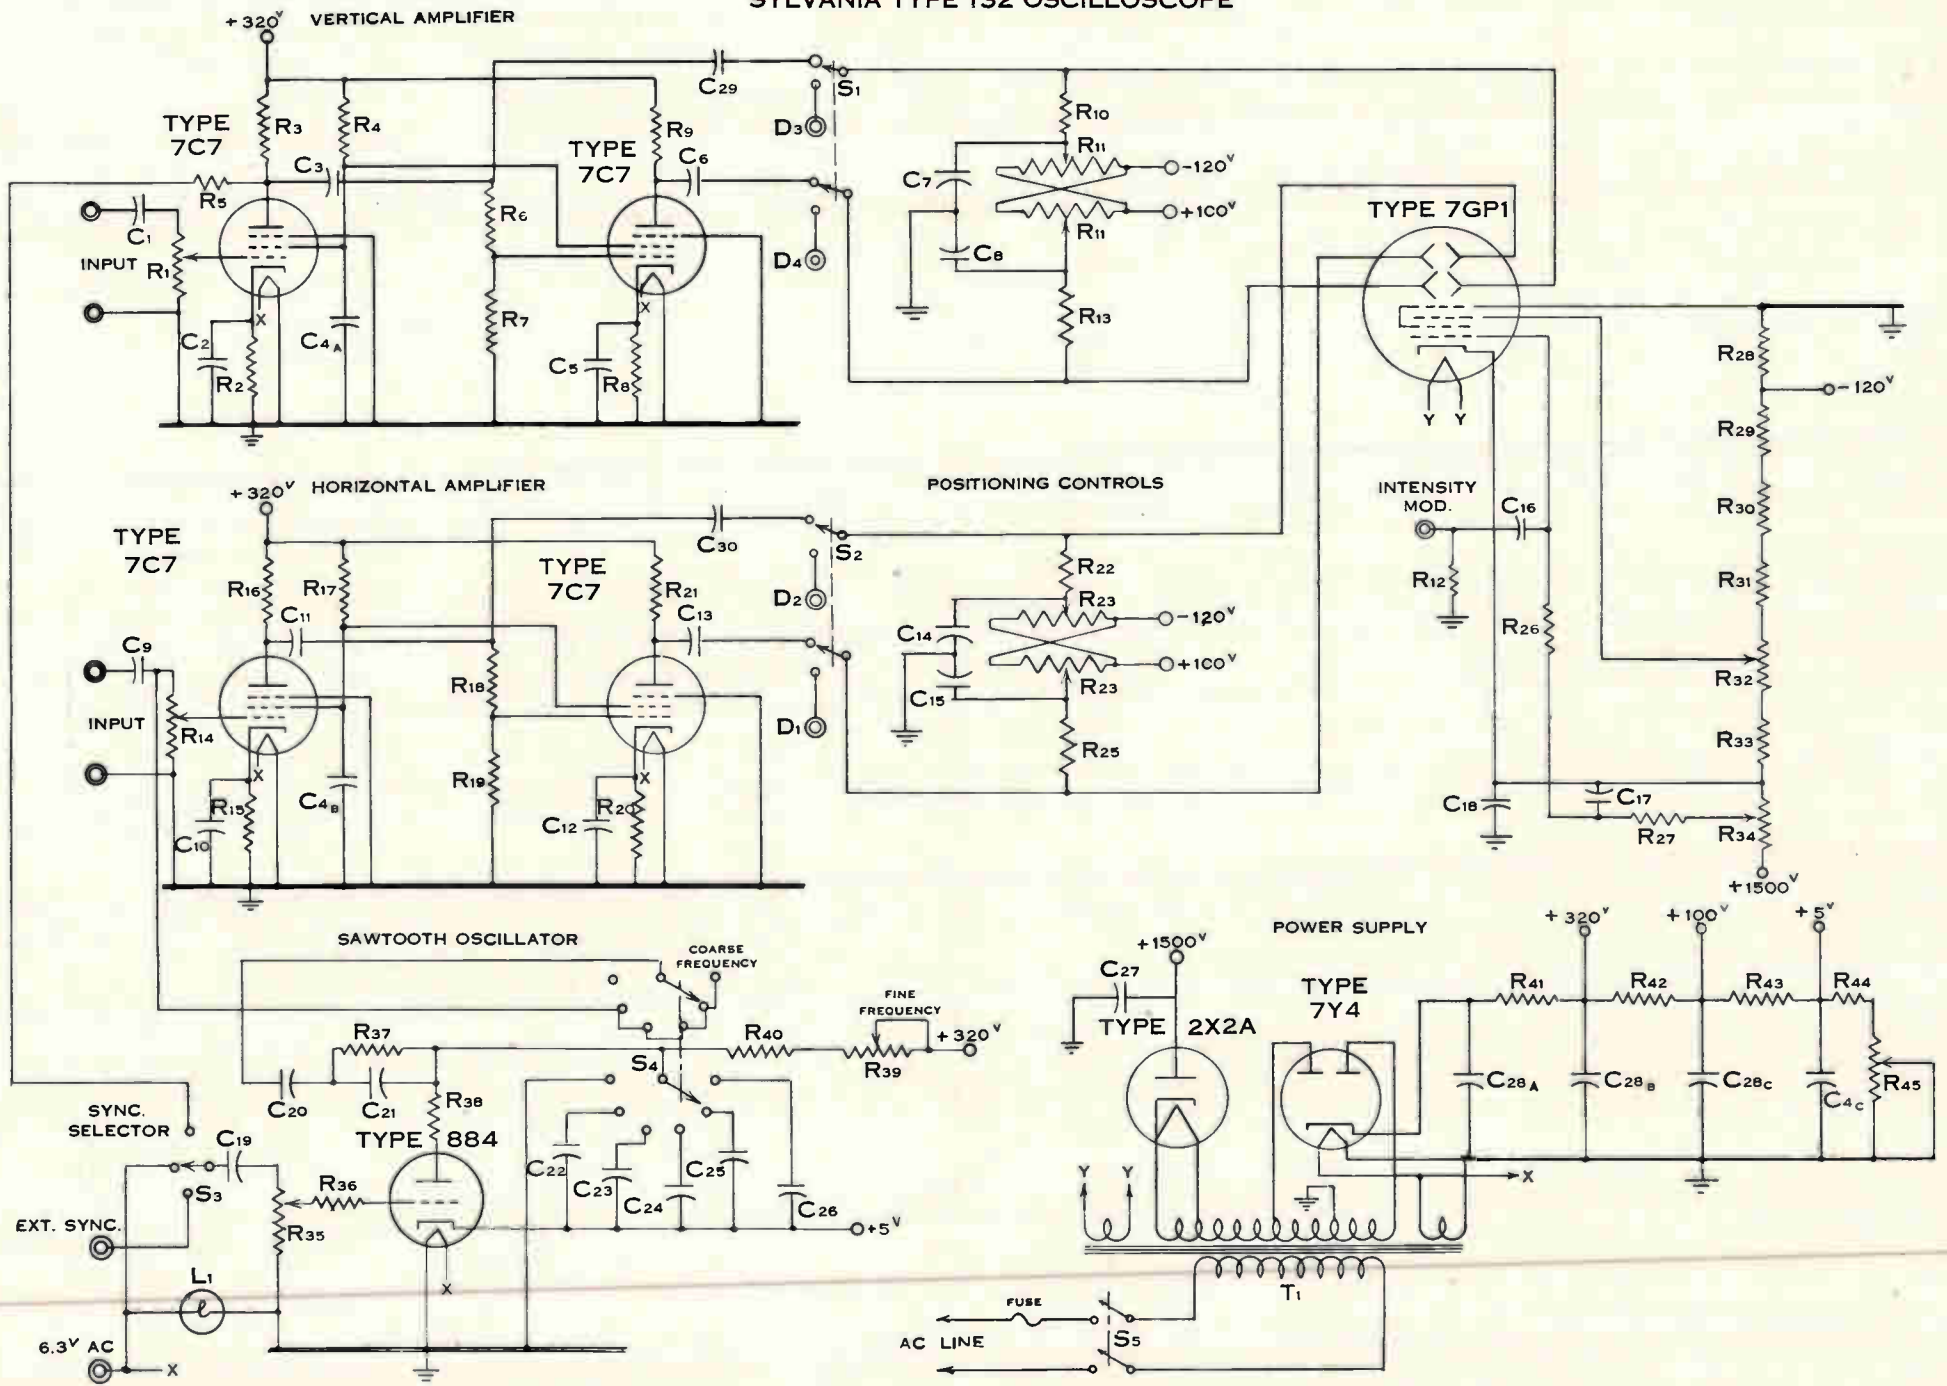 SYLVANIA TYPE 132 OSCILLOSCOPE
+320V VERTICAL AMPLIFIER
C29
S1
R3
R4
TYPE 7C7
D3
R9
TYPE 7C7
R10
R11
-120V
C3
C6
R5
C7
C1
R6
+100V
TYPE 7GP1
R11
INPUT
R1
D4
C8
X
X
R7
R13
C2
C4A
R28
C5
R2
R8
-120V
Y Y
R29
+320V HORIZONTAL AMPLIFIER
POSITIONING CONTROLS
INTENSITY MOD.
C16
R30
TYPE 7C7
C30
S2
TYPE 7C7
R22
R12
R31
R16
R17
R21
D2
R23
-120V
C11
C13
R26
C9
C14
+100V
R18
R32
C15
R23
INPUT
R14
D1
R33
R25
X
X
R19
R15
C4B
C12
R20
C18
C17
C10
R27
R34
+1500V
SAWTOOTH OSCILLATOR
COARSE FREQUENCY
+1500V
POWER SUPPLY
+320V
+100V
+5V
C27
R41
R42
R43
R44
FINE FREQUENCY
TYPE 7Y4
R37
R40
+320V
TYPE 2X2A
S4
R39
C28A
C28B
C28C
C4C
R45
C20
C21
R38
SYNC. SELECTOR
C19
TYPE 884
C22
C25
C23
S3
R36
C24
C26
Y Y
X
EXT. SYNC.
R35
+5V
L1
X
T1
FUSE
AC LINE
S5
6.3V AC
X